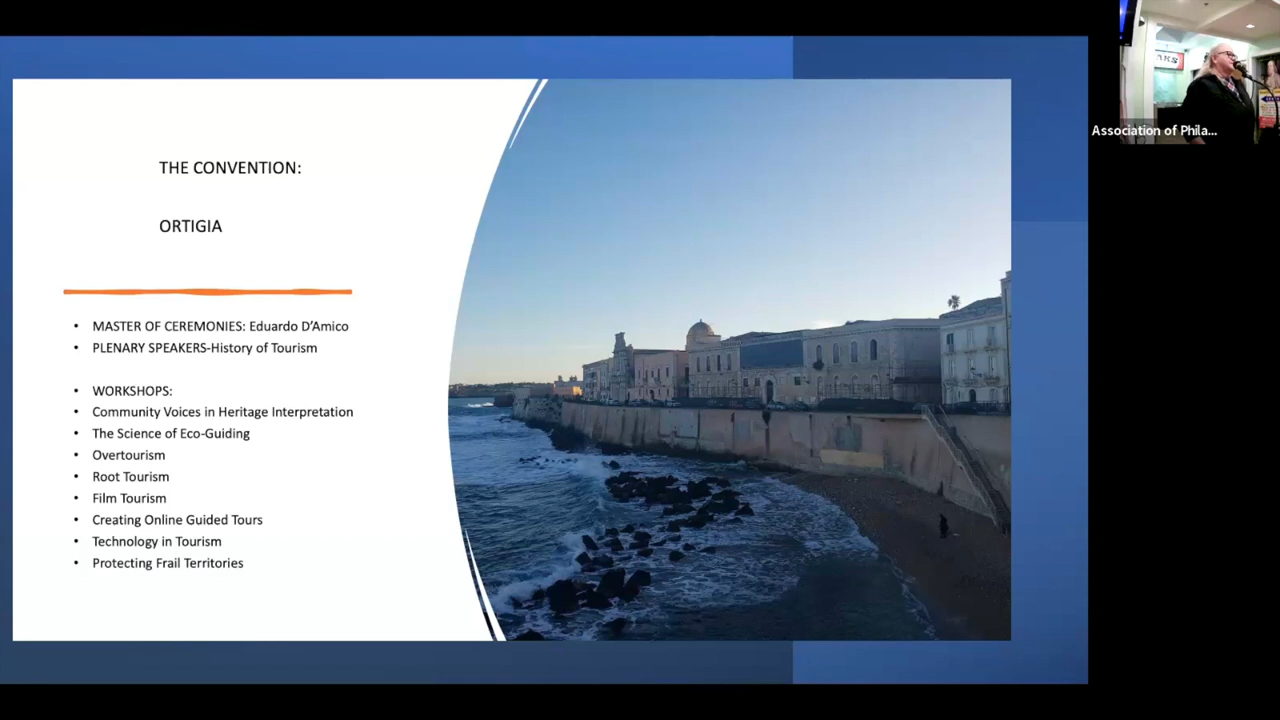 THE CONVENTION:
ORTIGIA
• MASTER OF CEREMONIES: Eduardo D’Amico
• PLENARY SPEAKERS-History of Tourism
• WORKSHOPS:
• Community Voices in Heritage Interpretation
• The Science of Eco-Guiding
• Overtourism
• Root Tourism
• Film Tourism
• Creating Online Guided Tours
• Technology in Tourism
• Protecting Frail Territories
Association of Phila...